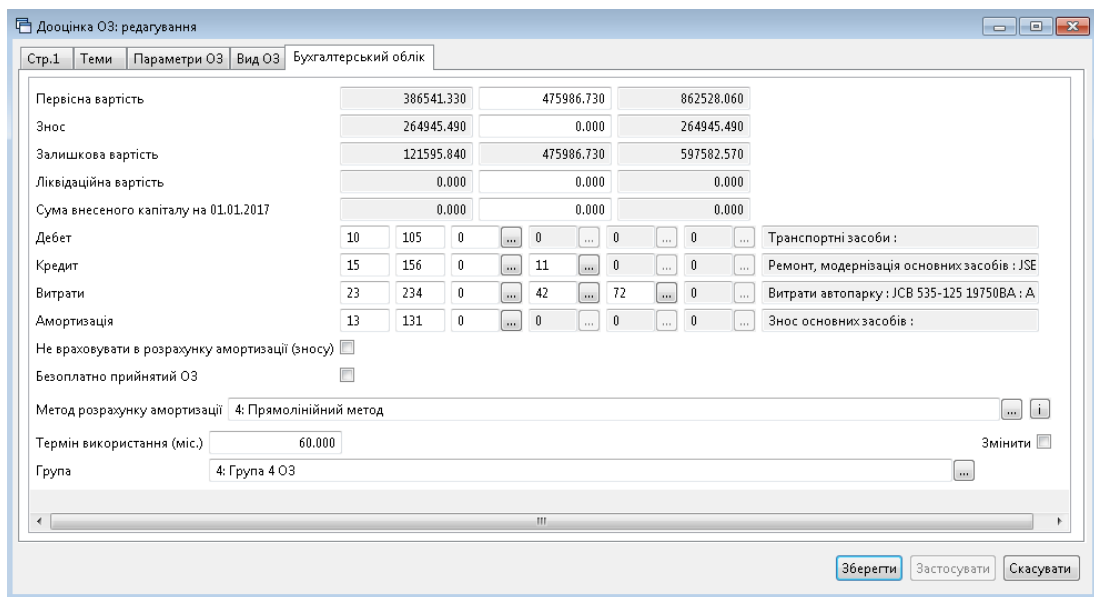 Дооцінка ОЗ: редагування
Стр.1 Теми Параметри ОЗ Вид ОЗ Бухгалтерський облік
Первісна вартість 386541.330 475986.730 862528.060
Знос 264945.490 0.000 264945.490
Залишкова вартість 121595.840 475986.730 597582.570
Ліквідаційна вартість 0.000 0.000 0.000
Сума внесеного капіталу на 01.01.2017 0.000 0.000 0.000
Дебет 10 105 0 ... 0 ... 0 ... 0 ... Транспортні засоби :
Кредит 15 156 0 ... 11 ... 0 ... 0 ... Ремонт, модернізація основних засобів : JSE
Витрати 23 234 0 ... 42 ... 72 ... 0 ... Витрати автопарку : JCB 535-125 19750ВА : А
Амортизація 13 131 0 ... 0 ... 0 ... 0 ... Знос основних засобів :
Не враховувати в розрахунку амортизації (зносу)
Безоплатно прийнятий ОЗ
Метод розрахунку амортизації 4: Прямолінійний метод ... i
Термін використання (міс.) 60.000 Змінити
Група 4: Група 4 ОЗ ...
Зберегти Застосувати Скасувати